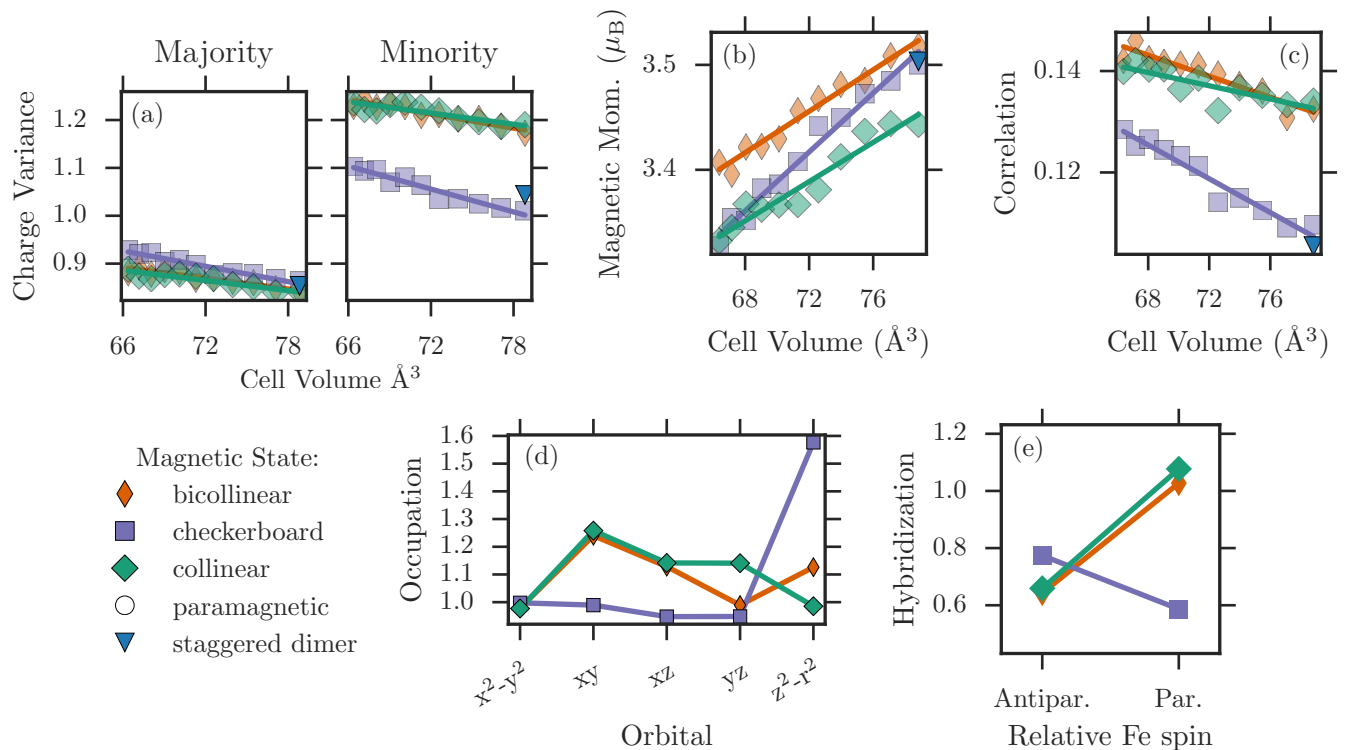 Majority
Minority
Charge Variance
1.2
1.1
1.0
0.9
(a)
66
72
78
66
72
78
Cell Volume Å³
Magnetic Mom. (μB)
3.5
3.4
(b)
68
72
76
Cell Volume (Å³)
Correlation
0.14
0.12
(c)
68
72
76
Cell Volume (Å³)
Magnetic State:
bicollinear
checkerboard
collinear
paramagnetic
staggered dimer
Occupation
1.6
1.5
1.4
1.3
1.2
1.1
1.0
(d)
x²-y²
xy
xz
yz
z²-r²
Orbital
Hybridization
1.2
1.0
0.8
0.6
(e)
Antipar.
Par.
Relative Fe spin